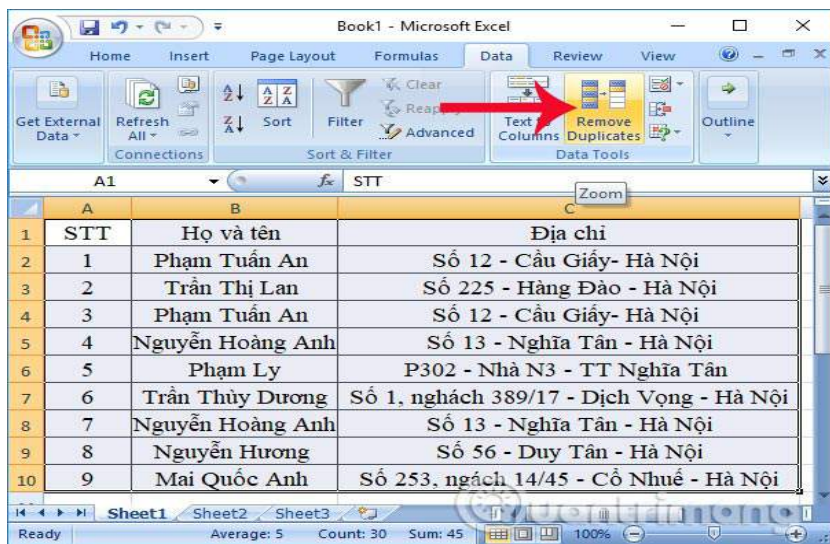 Book1 - Microsoft Excel
Home Insert Page Layout Formulas Data Review View
Get External Data
Refresh All
Connections
Sort
Filter
Clear
Advanced
Sort & Filter
Columns
Remove Duplicates
Data Tools
Outline
A1 fx STT
Zoom
A B C
1 STT Họ và tên Địa chỉ
2 1 Phạm Tuấn An Số 12 - Cầu Giấy- Hà Nội
3 2 Trần Thị Lan Số 225 - Hàng Đào - Hà Nội
4 3 Phạm Tuấn An Số 12 - Cầu Giấy- Hà Nội
5 4 Nguyễn Hoàng Anh Số 13 - Nghĩa Tân - Hà Nội
6 5 Phạm Ly P302 - Nhà N3 - TT Nghĩa Tân
7 6 Trần Thùy Dương Số 1, nghách 389/17 - Dịch Vọng - Hà Nội
8 7 Nguyễn Hoàng Anh Số 13 - Nghĩa Tân - Hà Nội
9 8 Nguyễn Hương Số 56 - Duy Tân - Hà Nội
10 9 Mai Quốc Anh Số 253, ngách 14/45 - Cổ Nhuế - Hà Nội
Sheet1 Sheet2 Sheet3
Quantrimang
Ready Average: 5 Count: 30 Sum: 45 100%